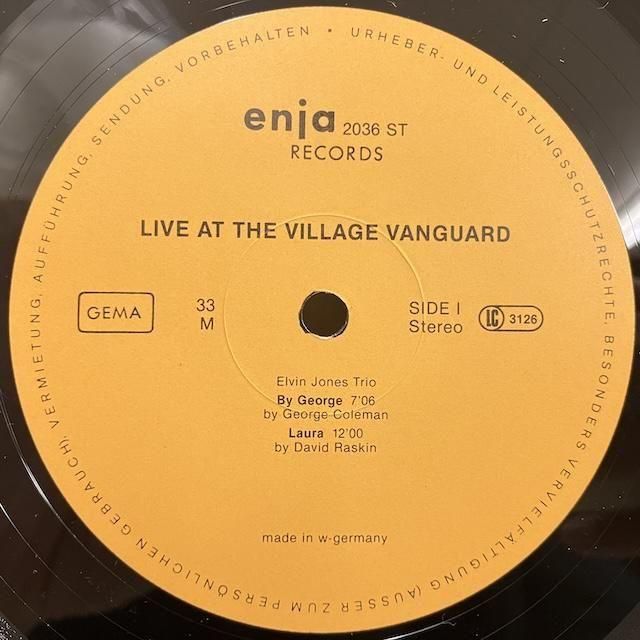 URHEBER- UND LEISTUNGSSCHUTZRECHTE, BESONDERS VERVIELFÄLTIGUNG (AUSSER ZUM PERSÖNLICHEN GEBRAUCH), VERMIETUNG, AUFFÜHRUNG, SENDUNG, VORBEHALTEN •
enja 2036 ST
RECORDS
LIVE AT THE VILLAGE VANGUARD
GEMA
33
M
SIDE I
Stereo
LC 3126
Elvin Jones Trio
By George 7'06
by George Coleman
Laura 12'00
by David Raskin
made in w-germany